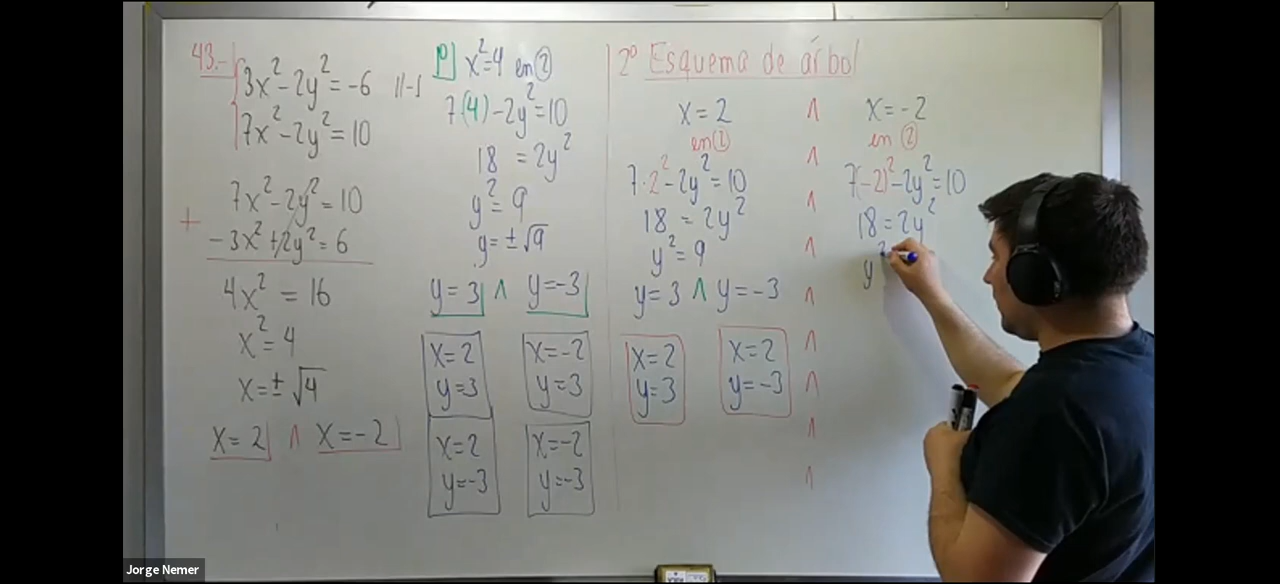 43.-
3x²-2y²=-6 //·-1
7x²-2y²=10
7x²-2y²=10
+
-3x²+2y²=6
4x² = 16
x²=4
x=±√4
x=2 ∧ x=-2
1º x²=4 en ②
7·(4)-2y²=10
18 =2y²
y²=9
y=±√9
y=3 ∧ y=-3
x=2
y=3
x=-2
y=3
x=2
y=-3
x=-2
y=-3
2º Esquema de árbol
x=2
en ②
7·2²-2y²=10
18 =2y²
y²=9
y=3 ∧ y=-3
x=2
y=3
x=2
y=-3
∧
∧
∧
∧
∧
∧
∧
∧
∧
x=-2
en ②
7(-2)²-2y²=10
18=2y²
y²
Jorge Nemer